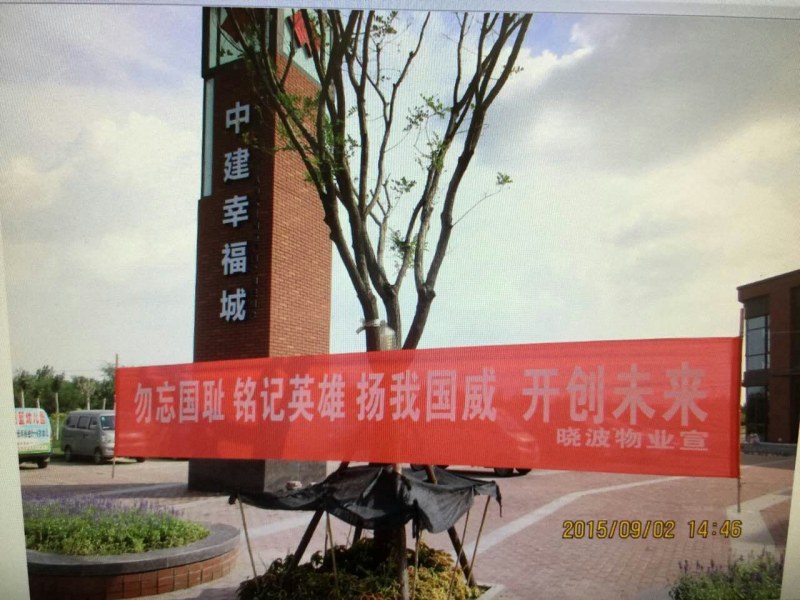 中建幸福城
勿忘国耻 铭记英雄 扬我国威 开创未来
晓波物业宣
2015/09/02 14:46